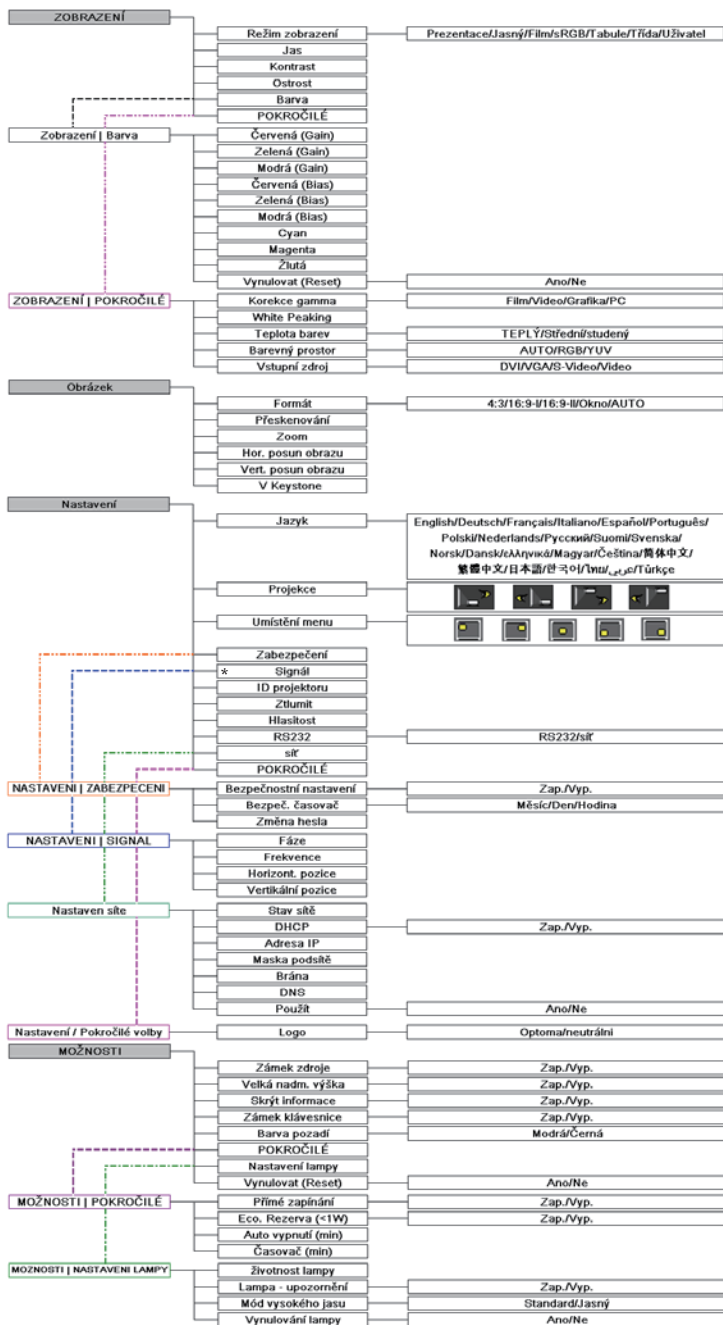 ZOBRAZENÍ
Režim zobrazení Prezentace/Jasný/Film/sRGB/Tabule/Třída/Uživatel
Jas
Kontrast
Ostrost
Barva
POKROČILÉ
Zobrazení | Barva Červená (Gain)
Zelená (Gain)
Modrá (Gain)
Červená (Bias)
Zelená (Bias)
Modrá (Bias)
Cyan
Magenta
Žlutá
Vynulovat (Reset) Ano/Ne
ZOBRAZENÍ | POKROČILÉ Korekce gamma Film/Video/Grafika/PC
White Peaking
Teplota barev TEPLÝ/Střední/studený
Barevný prostor AUTO/RGB/YUV
Vstupní zdroj DVI/VGA/S-Video/Video
Obrázek
Formát 4:3/16:9-I/16:9-II/Okno/AUTO
Přeskenování
Zoom
Hor. posun obrazu
Vert. posun obrazu
V Keystone
Nastavení
Jazyk English/Deutsch/Français/Italiano/Español/Português/
Polski/Nederlands/Русский/Suomi/Svenska/
Norsk/Dansk/ελληνικά/Magyar/Čeština/简体中文/
繁體中文/日本語/한국어/ไทย/عربي/Türkçe
Projekce
Umístění menu
Zabezpečení
* Signál
ID projektoru
Ztlumit
Hlasitost
RS232 RS232/síť
síť
POKROČILÉ
NASTAVENI | ZABEZPECENI Bezpečnostní nastavení Zap./Vyp.
Bezpeč. časovač Měsíc/Den/Hodina
Změna hesla
NASTAVENI | SIGNAL Fáze
Frekvence
Horizont. pozice
Vertikální pozice
Nastaven síte Stav sítě
DHCP Zap./Vyp.
Adresa IP
Maska podsítě
Brána
DNS
Použít Ano/Ne
Nastavení / Pokročilé volby Logo Optoma/neutrálni
MOŽNOSTI
Zámek zdroje Zap./Vyp.
Velká nadm. výška Zap./Vyp.
Skrýt informace Zap./Vyp.
Zámek klávesnice Zap./Vyp.
Barva pozadí Modrá/Černá
POKROČILÉ
Nastavení lampy
Vynulovat (Reset) Ano/Ne
MOŽNOSTI | POKROČILÉ Přímé zapínání Zap./Vyp.
Eco. Rezerva (<1W) Zap./Vyp.
Auto vypnutí (min)
Časovač (min)
MOZNOSTI | NASTAVENI LAMPY životnost lampy
Lampa - upozornění Zap./Vyp.
Mód vysokého jasu Standard/Jasný
Vynulování lampy Ano/Ne